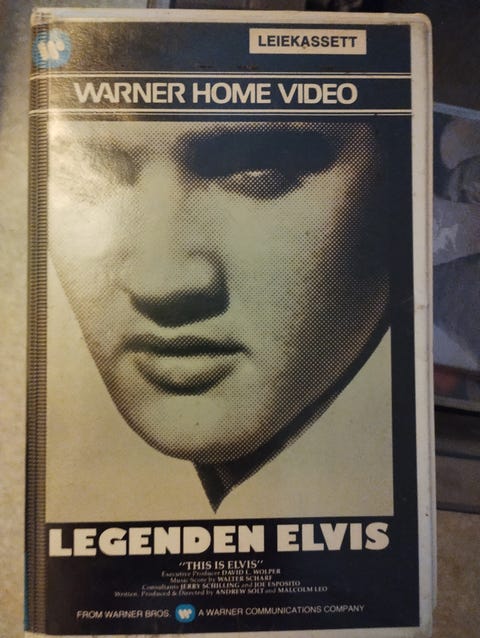 LEIEKASSETT
WARNER HOME VIDEO
LEGENDEN ELVIS
"THIS IS ELVIS"
Executive Producer DAVID L. WOLPER
Music Score by WALTER SCHARF
Consultants JERRY SCHILLING and JOE ESPOSITO
Written, Produced & Directed by ANDREW SOLT and MALCOLM LEO
FROM WARNER BROS. A WARNER COMMUNICATIONS COMPANY